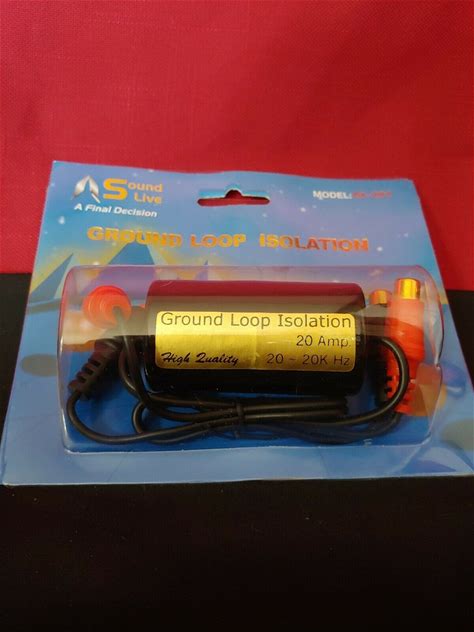 Sound
Live
A Final Decision
MODEL:
GROUND LOOP ISOLATION
Ground Loop Isolation
20 Amp
High Quality
20 ~ 20K Hz